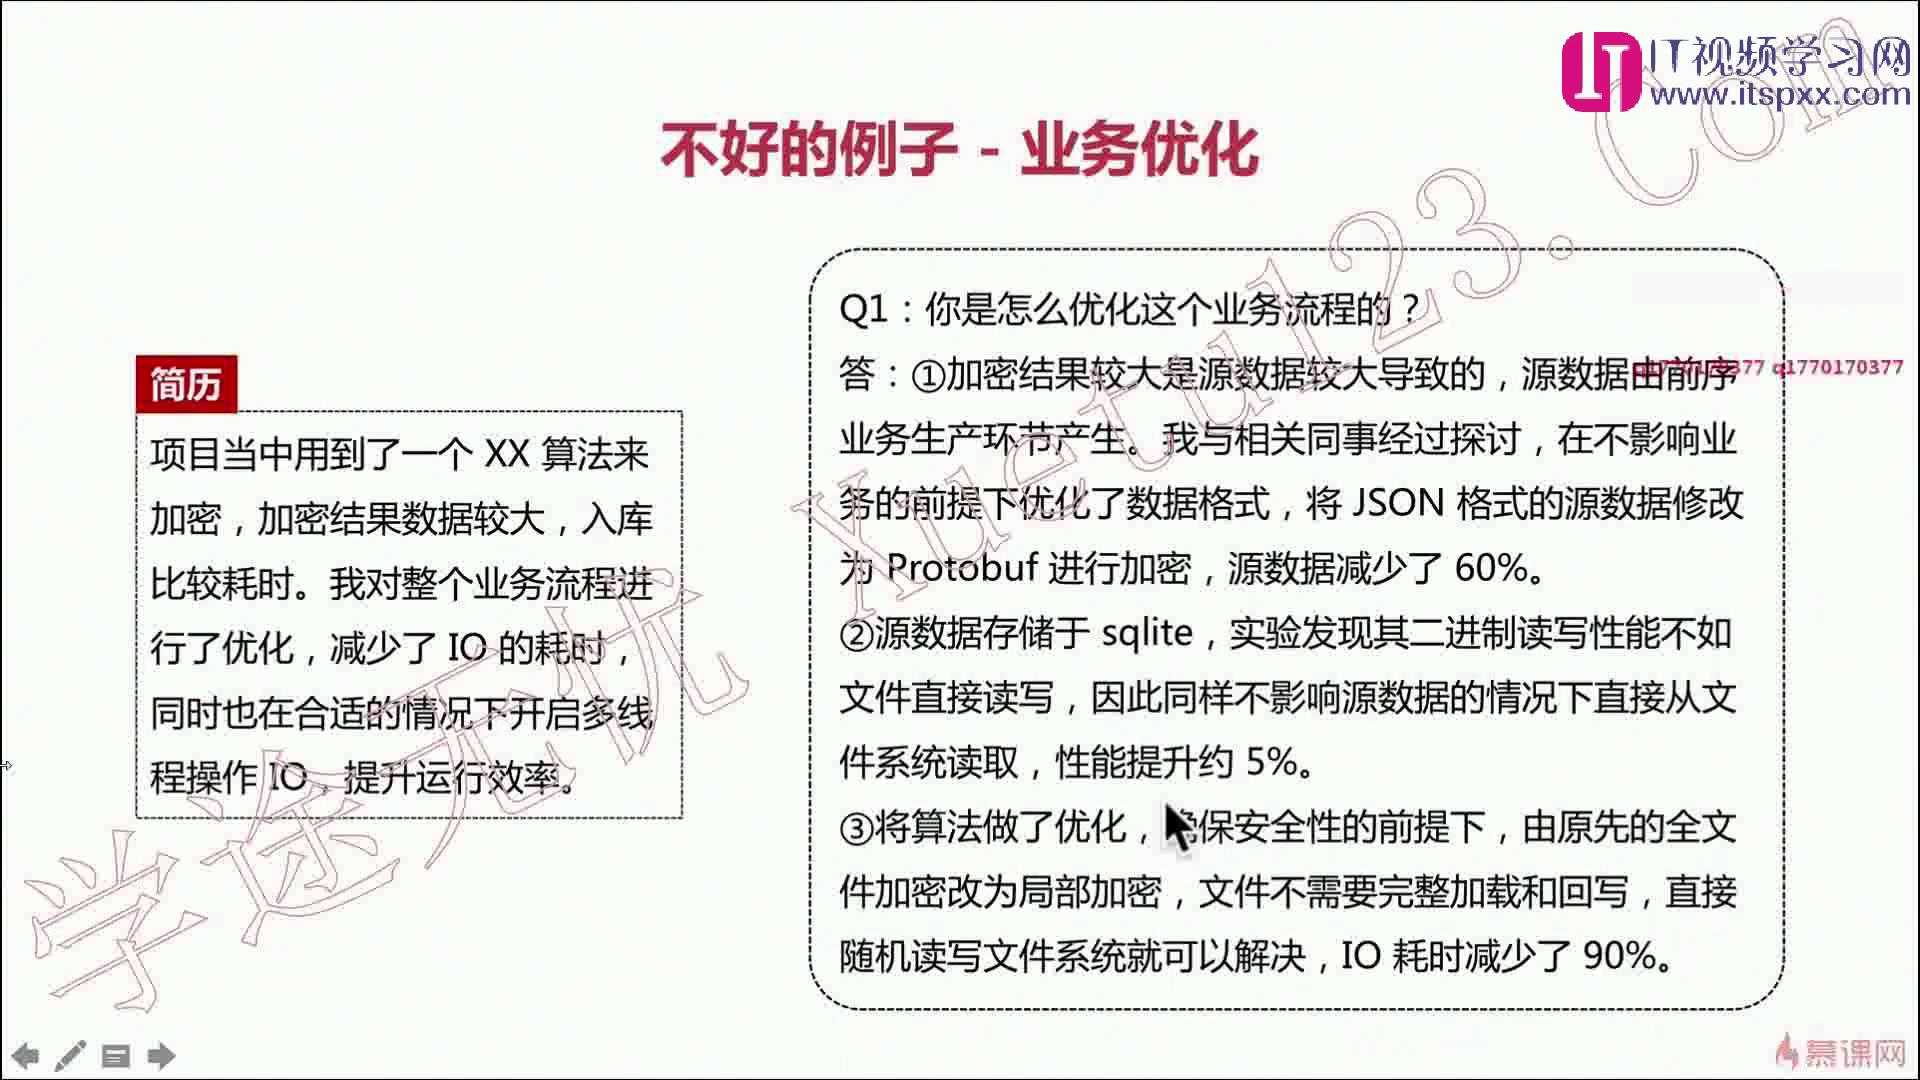 IT视频学习网
www.itspxx.com
不好的例子 - 业务优化
简历
项目当中用到了一个 XX 算法来
加密，加密结果数据较大，入库
比较耗时。我对整个业务流程进
行了优化，减少了 IO 的耗时，
同时也在合适的情况下开启多线
程操作 IO，提升运行效率。
Q1：你是怎么优化这个业务流程的？
答：①加密结果较大是源数据较大导致的，源数据由前序
业务生产环节产生。我与相关同事经过探讨，在不影响业
务的前提下优化了数据格式，将 JSON 格式的源数据修改
为 Protobuf 进行加密，源数据减少了 60%。
②源数据存储于 sqlite，实验发现其二进制读写性能不如
文件直接读写，因此同样不影响源数据的情况下直接从文
件系统读取，性能提升约 5%。
③将算法做了优化，保安全性的前提下，由原先的全文
件加密改为局部加密，文件不需要完整加载和回写，直接
随机读写文件系统就可以解决，IO 耗时减少了 90%。
q1770170377 q1770170377
学途无忧 Xuetu123.Com
慕课网